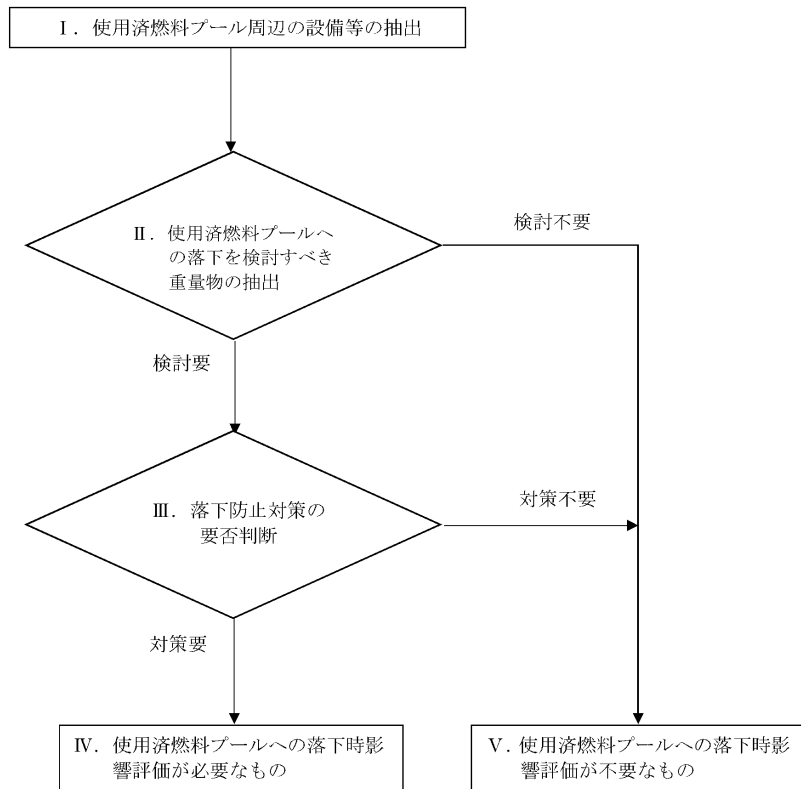 Ⅰ．使用済燃料プール周辺の設備等の抽出
Ⅱ．使用済燃料プールへ
の落下を検討すべき
重量物の抽出
検討不要
検討要
Ⅲ．落下防止対策の
要否判断
対策不要
対策要
Ⅳ．使用済燃料プールへの落下時影
響評価が必要なもの
Ⅴ．使用済燃料プールへの落下時影
響評価が不要なもの